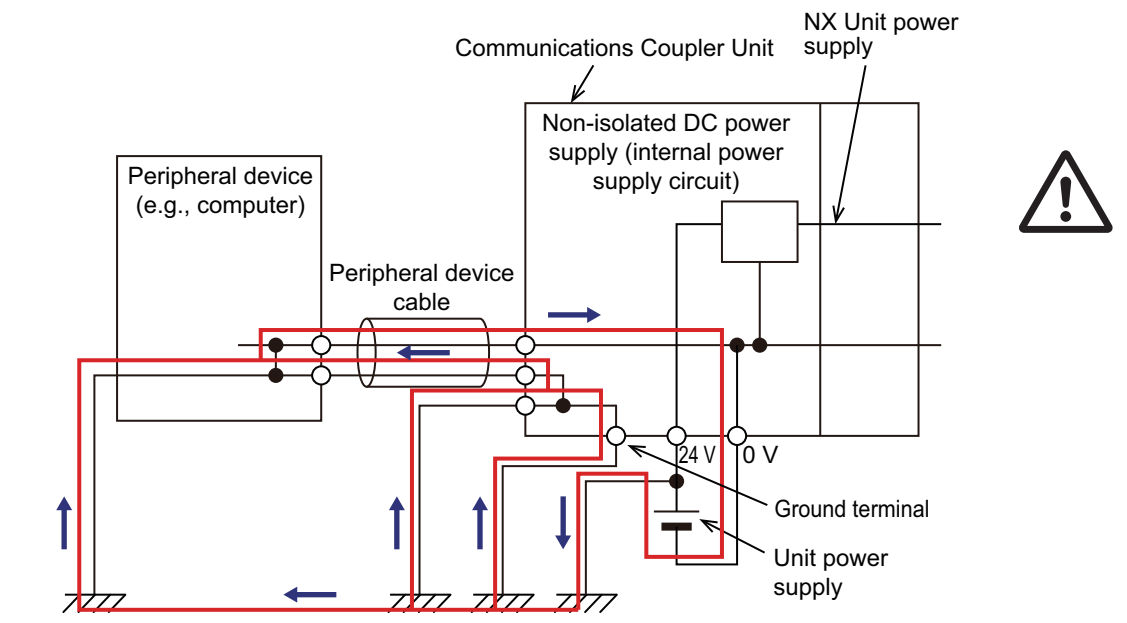 NX Unit power
supply
Communications Coupler Unit
Non-isolated DC power
supply (internal power
supply circuit)
Peripheral device
(e.g., computer)
Peripheral device
cable
24 V
0 V
Ground terminal
Unit power
supply